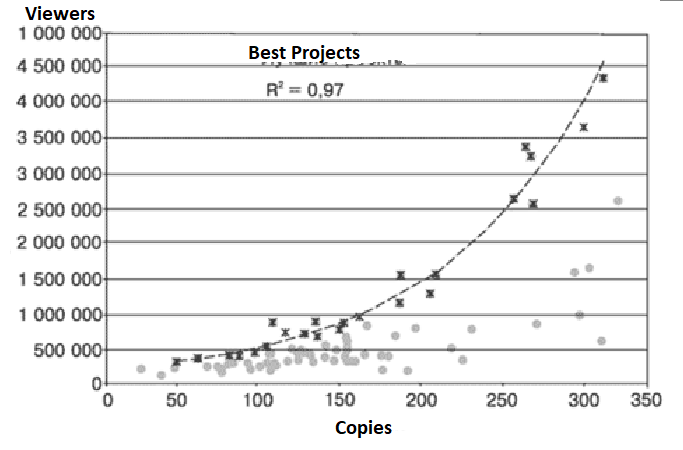 Viewers
1 000 000
Best Projects
4 500 000
R² = 0,97
4 000 000
3 500 000
3 000 000
2 500 000
2 000 000
1 500 000
1 000 000
500 000
0
0 50 100 150 200 250 300 350
Copies